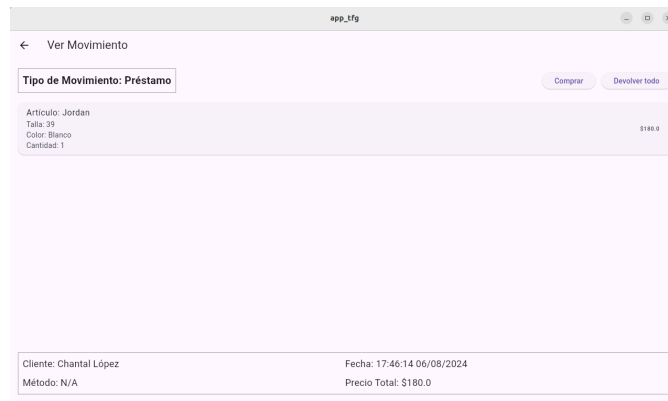 app_tfg
Ver Movimiento
Tipo de Movimiento: Préstamo
Comprar
Devolver todo
Artículo: Jordan
Talla: 39
Color: Blanco
Cantidad: 1
$180.0
Cliente: Chantal López
Fecha: 17:46:14 06/08/2024
Método: N/A
Precio Total: $180.0